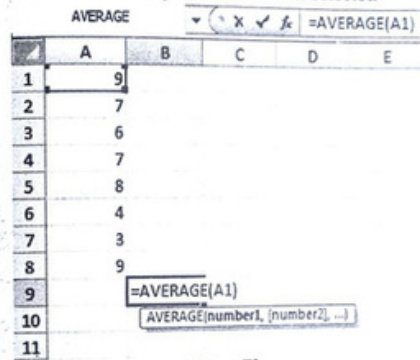 AVERAGE fx =AVERAGE(A1)
A B C D E
1 9
2 7
3 6
4 7
5 8
6 4
7 3
8 9
9 =AVERAGE(A1)
10 AVERAGE(number1, [number2], ...)
11